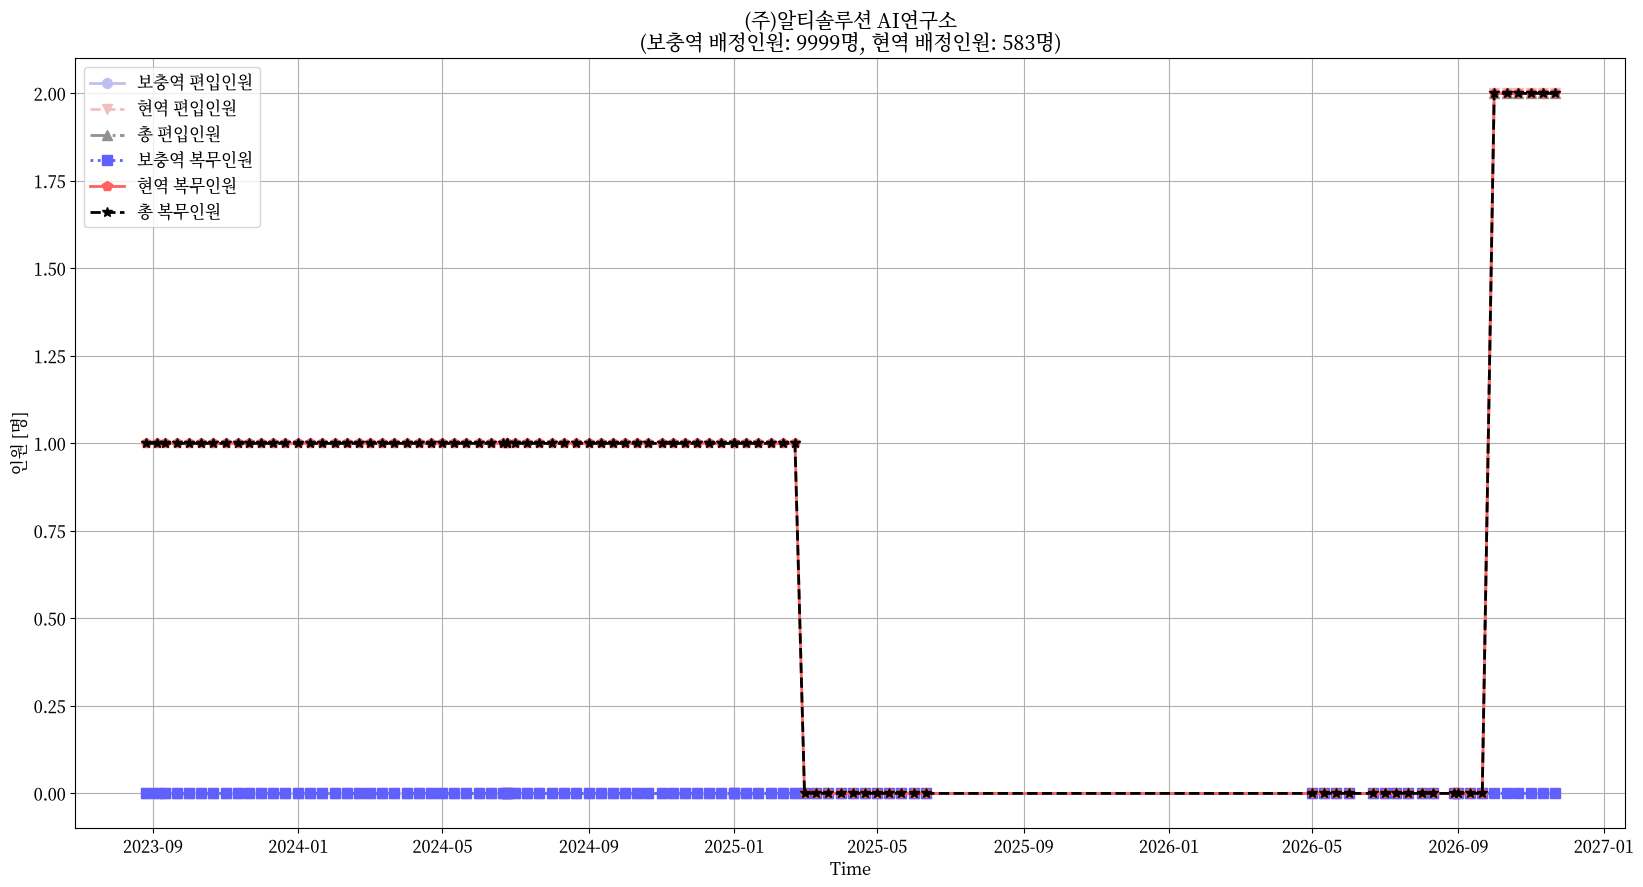 (주)알티솔루션 AI연구소
(보충역 배정인원: 9999명, 현역 배정인원: 583명)
보충역 편입인원
현역 편입인원
총 편입인원
보충역 복무인원
현역 복무인원
총 복무인원
인원 [명]
2.00
1.75
1.50
1.25
1.00
0.75
0.50
0.25
0.00
2023-09 2024-01 2024-05 2024-09 2025-01 2025-05 2025-09 2026-01 2026-05 2026-09 2027-01
Time